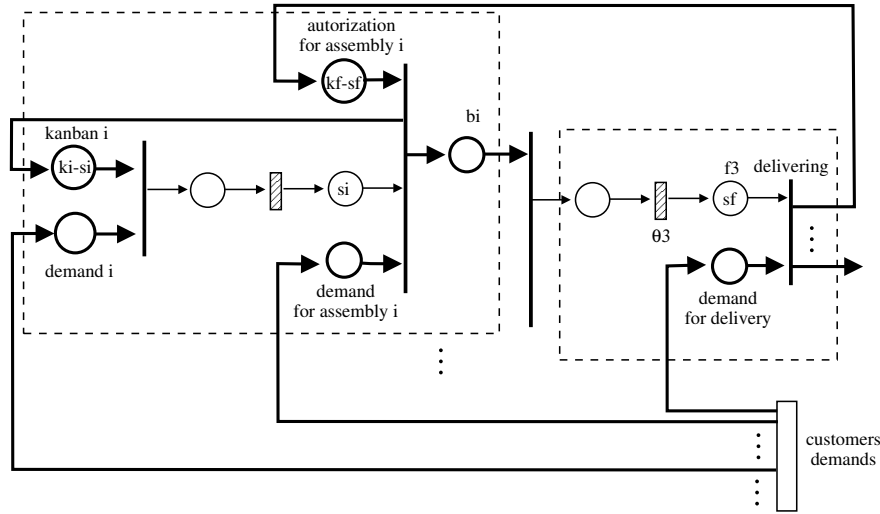 autorization
for assembly i
kf-sf
bi
kanban i
ki-si
si
f3
delivering
sf
θ3
demand i
demand
for assembly i
demand
for delivery
customers
demands